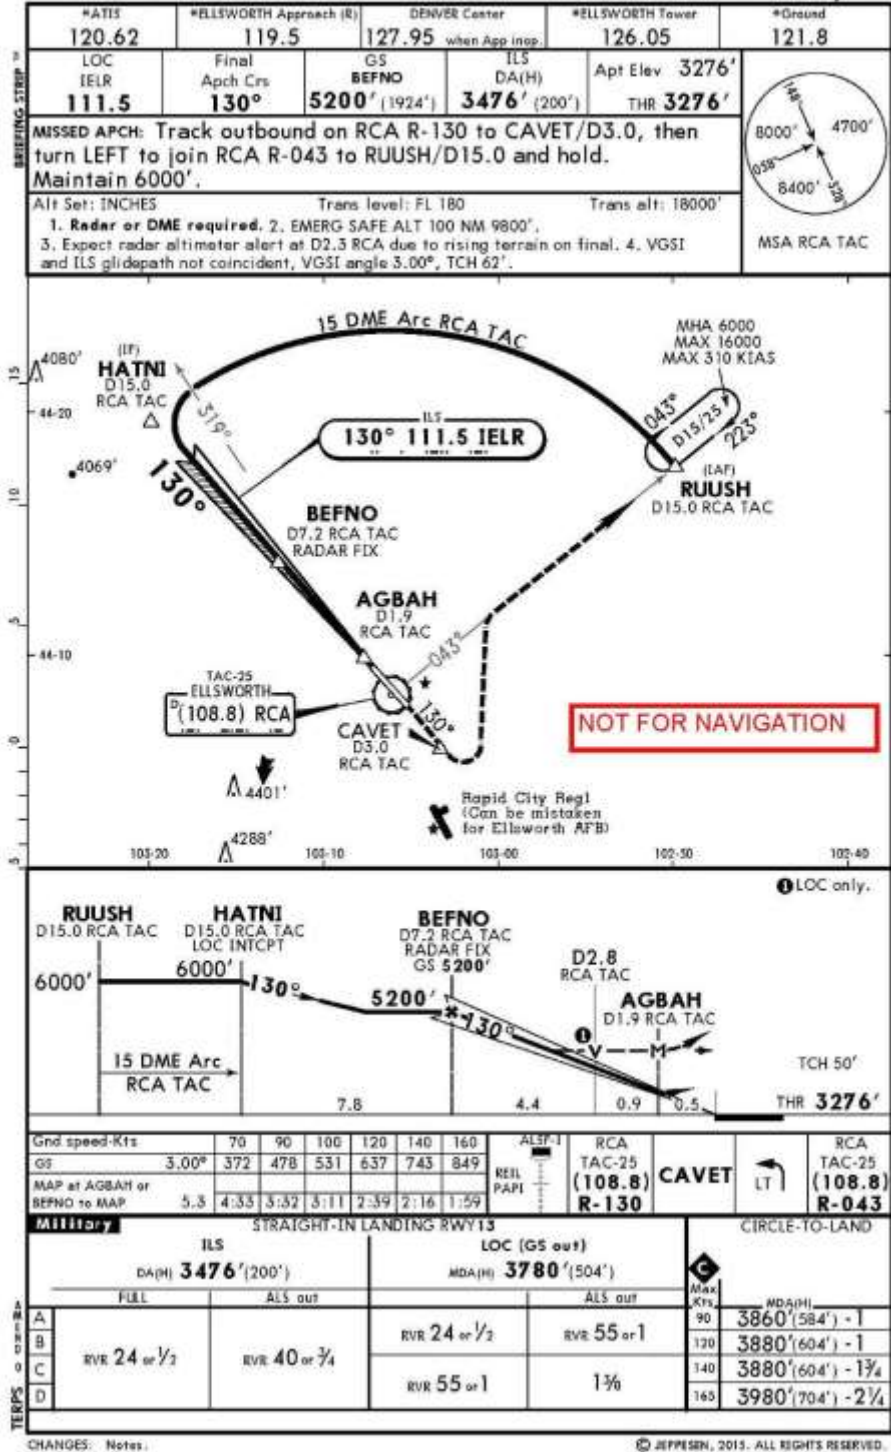 *ATIS *ELLSWORTH Approach (R) DENVER Center *ELLSWORTH Tower *Ground
120.62 119.5 127.95 when App inop. 126.05 121.8
BRIEFING STRIP TM
LOC Final GS ILS
IELR Apch Crs BEFNO DA(H) Apt Elev 3276'
111.5 130° 5200' (1924') 3476' (200') THR 3276'
MISSED APCH: Track outbound on RCA R-130 to CAVET/D3.0, then
turn LEFT to join RCA R-043 to RUUSH/D15.0 and hold.
Maintain 6000'.
148°
8000' 4700'
058°
8400' 328°
MSA RCA TAC
Alt Set: INCHES Trans level: FL 180 Trans alt: 18000'
1. Radar or DME required. 2. EMERG SAFE ALT 100 NM 9800'.
3. Expect radar altimeter alert at D2.3 RCA due to rising terrain on final. 4. VGSI
and ILS glidepath not coincident, VGSI angle 3.00°, TCH 62'.
15 DME Arc RCA TAC
MHA 6000
MAX 16000
MAX 310 KIAS
4080'
(IF)
HATNI
D15.0
RCA TAC
15
44-20
319°
ILS
130° 111.5 IELR
043°
D15/25
223°
(IAF)
RUUSH
D15.0 RCA TAC
4069'
130°
10
BEFNO
D7.2 RCA TAC
RADAR FIX
AGBAH
D1.9
RCA TAC
5
44-10
043°
TAC-25
ELLSWORTH
D (108.8) RCA
130°
NOT FOR NAVIGATION
CAVET
D3.0
RCA TAC
0
4401'
Rapid City Regl
(Can be mistaken
for Ellsworth AFB)
4288'
5
103-20 103-10 103-00 102-50 102-40
1 LOC only.
RUUSH HATNI BEFNO
D15.0 RCA TAC D15.0 RCA TAC D7.2 RCA TAC
LOC INTCPT RADAR FIX
GS 5200'
D2.8
RCA TAC
AGBAH
D1.9 RCA TAC
6000' 6000' 130° 5200' 130°
1 V M
15 DME Arc
RCA TAC
TCH 50'
7.8 4.4 0.9 0.5 THR 3276'
Gnd speed-Kts 70 90 100 120 140 160
GS 3.00° 372 478 531 637 743 849
MAP at AGBAH or
BEFNO to MAP 5.3 4:33 3:32 3:11 2:39 2:16 1:59
ALSF-1
REIL
PAPI
RCA
TAC-25
(108.8)
R-130
CAVET
LT
RCA
TAC-25
(108.8)
R-043
Military STRAIGHT-IN LANDING RWY13 CIRCLE-TO-LAND
ILS LOC (GS out)
DA(H) 3476' (200') MDA(H) 3780' (504')
C
FULL ALS out ALS out
Max Kts MDA(H)
A 90 3860' (584') - 1
B RVR 24 or 1/2 RVR 55 or 1 120 3880' (604') - 1
RVR 24 or 1/2 RVR 40 or 3/4
C 140 3880' (604') - 1 3/4
D RVR 55 or 1 165 3980' (704') - 2 1/4
AMEND 0
TERPS
CHANGES: Notes. © JEPPESEN, 2015. ALL RIGHTS RESERVED.